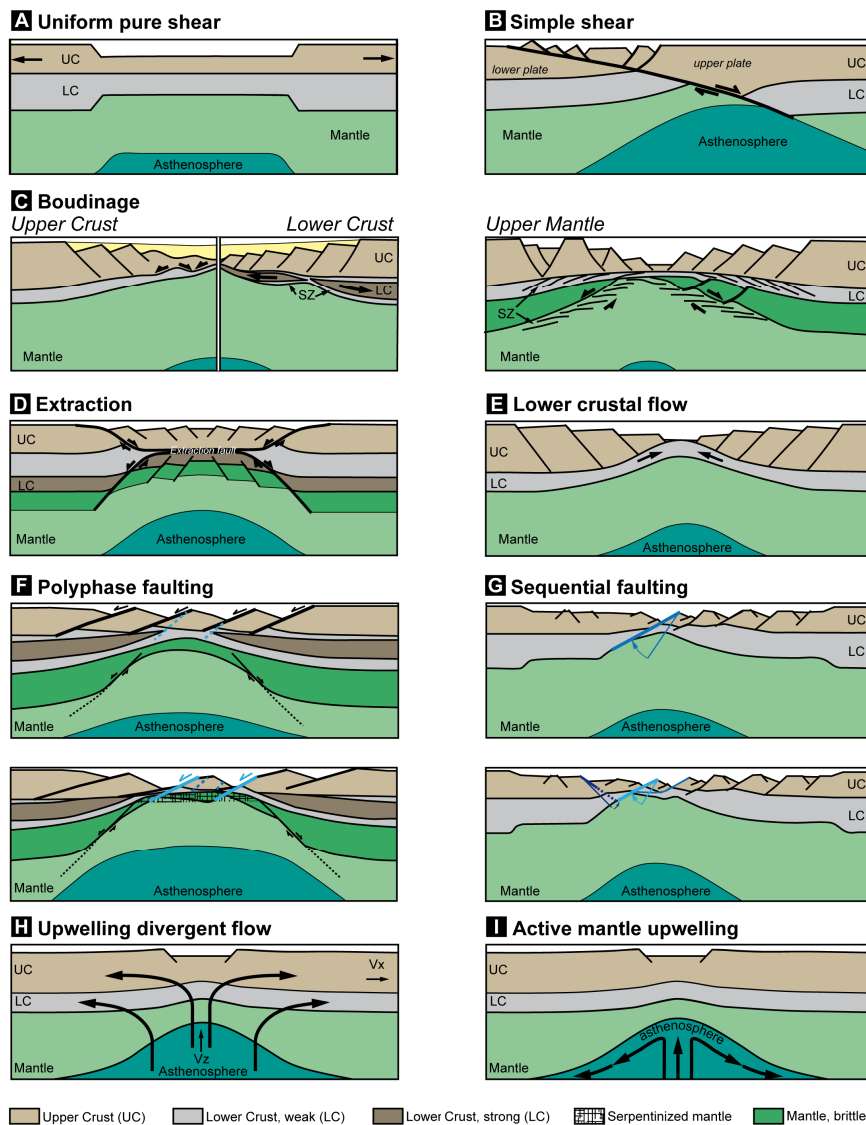 A Uniform pure shear
UC
LC
Mantle
Asthenosphere
B Simple shear
lower plate
upper plate
UC
LC
Mantle
Asthenosphere
C Boudinage
Upper Crust
Lower Crust
UC
LC
SZ
Mantle
Upper Mantle
UC
LC
SZ
Mantle
D Extraction
UC
Extraction fault
LC
Mantle
Asthenosphere
E Lower crustal flow
UC
LC
Mantle
Asthenosphere
F Polyphase faulting
Mantle
Asthenosphere
Mantle
Asthenosphere
G Sequential faulting
UC
LC
Mantle
Asthenosphere
UC
LC
Mantle
Asthenosphere
H Upwelling divergent flow
UC
Vx
LC
Vz
Mantle
Asthenosphere
I Active mantle upwelling
UC
LC
asthenosphere
Mantle
Upper Crust (UC)
Lower Crust, weak (LC)
Lower Crust, strong (LC)
Serpentinized mantle
Mantle, brittle